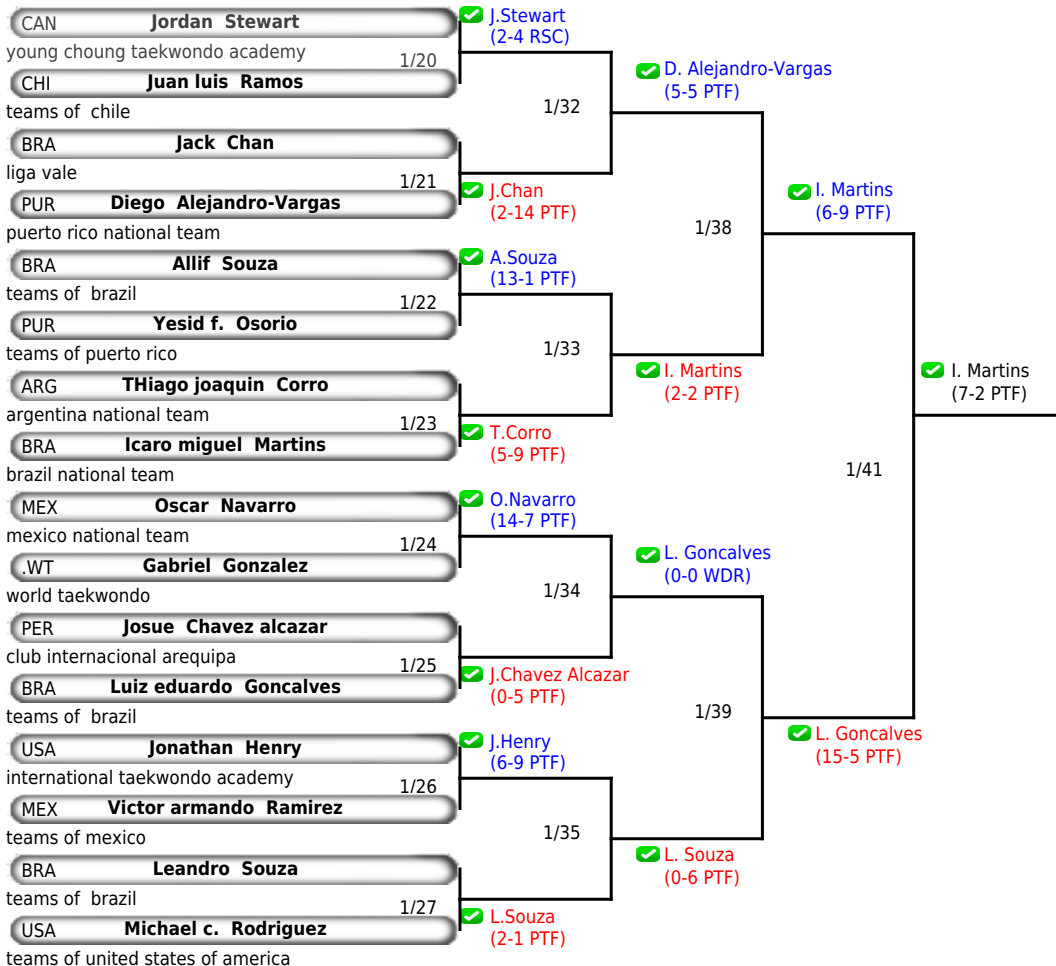 CAN Jordan Stewart
young choung taekwondo academy
1/20
CHI Juan luis Ramos
teams of chile
BRA Jack Chan
liga vale
1/21
PUR Diego Alejandro-Vargas
puerto rico national team
BRA Allif Souza
teams of brazil
1/22
PUR Yesid f. Osorio
teams of puerto rico
ARG THiago joaquin Corro
argentina national team
1/23
BRA Icaro miguel Martins
brazil national team
MEX Oscar Navarro
mexico national team
1/24
.WT Gabriel Gonzalez
world taekwondo
PER Josue Chavez alcazar
club internacional arequipa
1/25
BRA Luiz eduardo Goncalves
teams of brazil
USA Jonathan Henry
international taekwondo academy
1/26
MEX Victor armando Ramirez
teams of mexico
BRA Leandro Souza
teams of brazil
1/27
USA Michael c. Rodriguez
teams of united states of america
J.Stewart
(2-4 RSC)
1/32
J.Chan
(2-14 PTF)
A.Souza
(13-1 PTF)
1/33
T.Corro
(5-9 PTF)
O.Navarro
(14-7 PTF)
1/34
J.Chavez Alcazar
(0-5 PTF)
J.Henry
(6-9 PTF)
1/35
L.Souza
(2-1 PTF)
D. Alejandro-Vargas
(5-5 PTF)
1/38
I. Martins
(2-2 PTF)
L. Goncalves
(0-0 WDR)
1/39
L. Souza
(0-6 PTF)
I. Martins
(6-9 PTF)
1/41
L. Goncalves
(15-5 PTF)
I. Martins
(7-2 PTF)